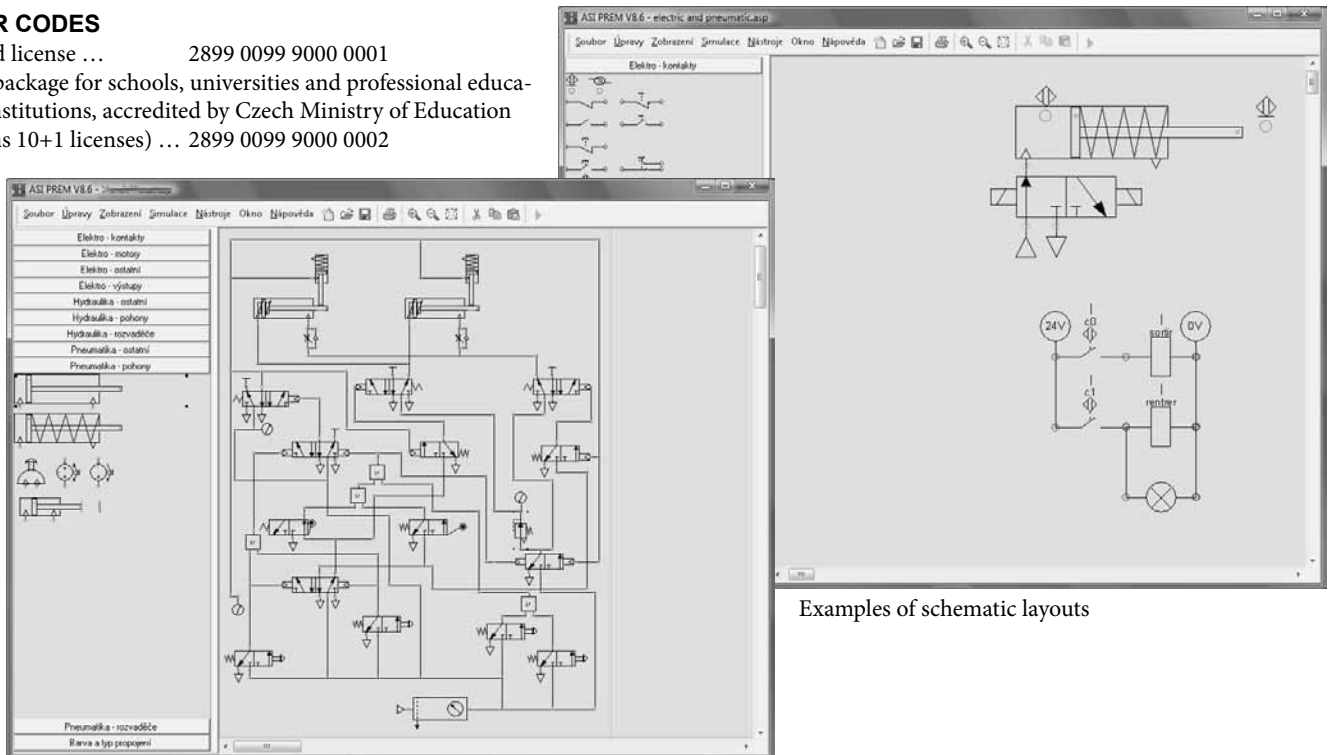 R CODES
d license … 2899 0099 9000 0001
package for schools, universities and professional educa-
nstitutions, accredited by Czech Ministry of Education
ns 10+1 licenses) … 2899 0099 9000 0002
ASI PREM V8.6 - electric and pneumatic.asp
Soubor Úpravy Zobrazení Simulace Nástroje Okno Nápověda
Elektro - kontakty
24V
c0
sortir
0V
c1
rentrer
Examples of schematic layouts
ASI PREM V8.6 -
Soubor Úpravy Zobrazení Simulace Nástroje Okno Nápověda
Elektro - kontakty
Elektro - motory
Elektro - ostatní
Elektro - výstupy
Hydraulika - ostatní
Hydraulika - pohony
Hydraulika - rozvaděče
Pneumatika - ostatní
Pneumatika - pohony
Pneumatika - rozvaděče
Barva a typ propojení